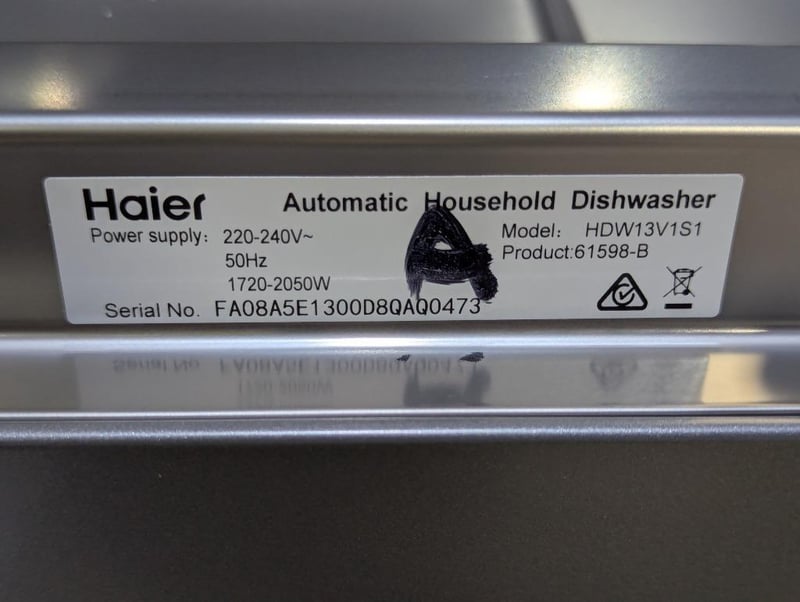 Haier Automatic Household Dishwasher
Power supply: 220-240V~ Model: HDW13V1S1
50Hz Product:61598-B
1720-2050W
A
Serial No. FA08A5E1300D8QAQ0473